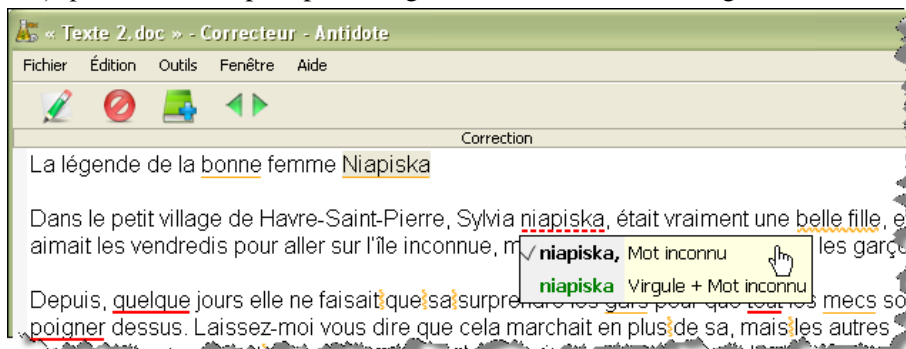 « Texte 2.doc » - Correcteur - Antidote
Fichier Édition Outils Fenêtre Aide
Correction
La légende de la bonne femme Niapiska
Dans le petit village de Havre-Saint-Pierre, Sylvia niapiska, était vraiment une belle fille, e
aimait les vendredis pour aller sur l'île inconnue, m les garço
niapiska, Mot inconnu
niapiska Virgule + Mot inconnu
Depuis, quelque jours elle ne faisait que sa surprendre les gars pour que tout les mecs so
poigner dessus. Laissez-moi vous dire que cela marchait en plus de sa, mais les autres